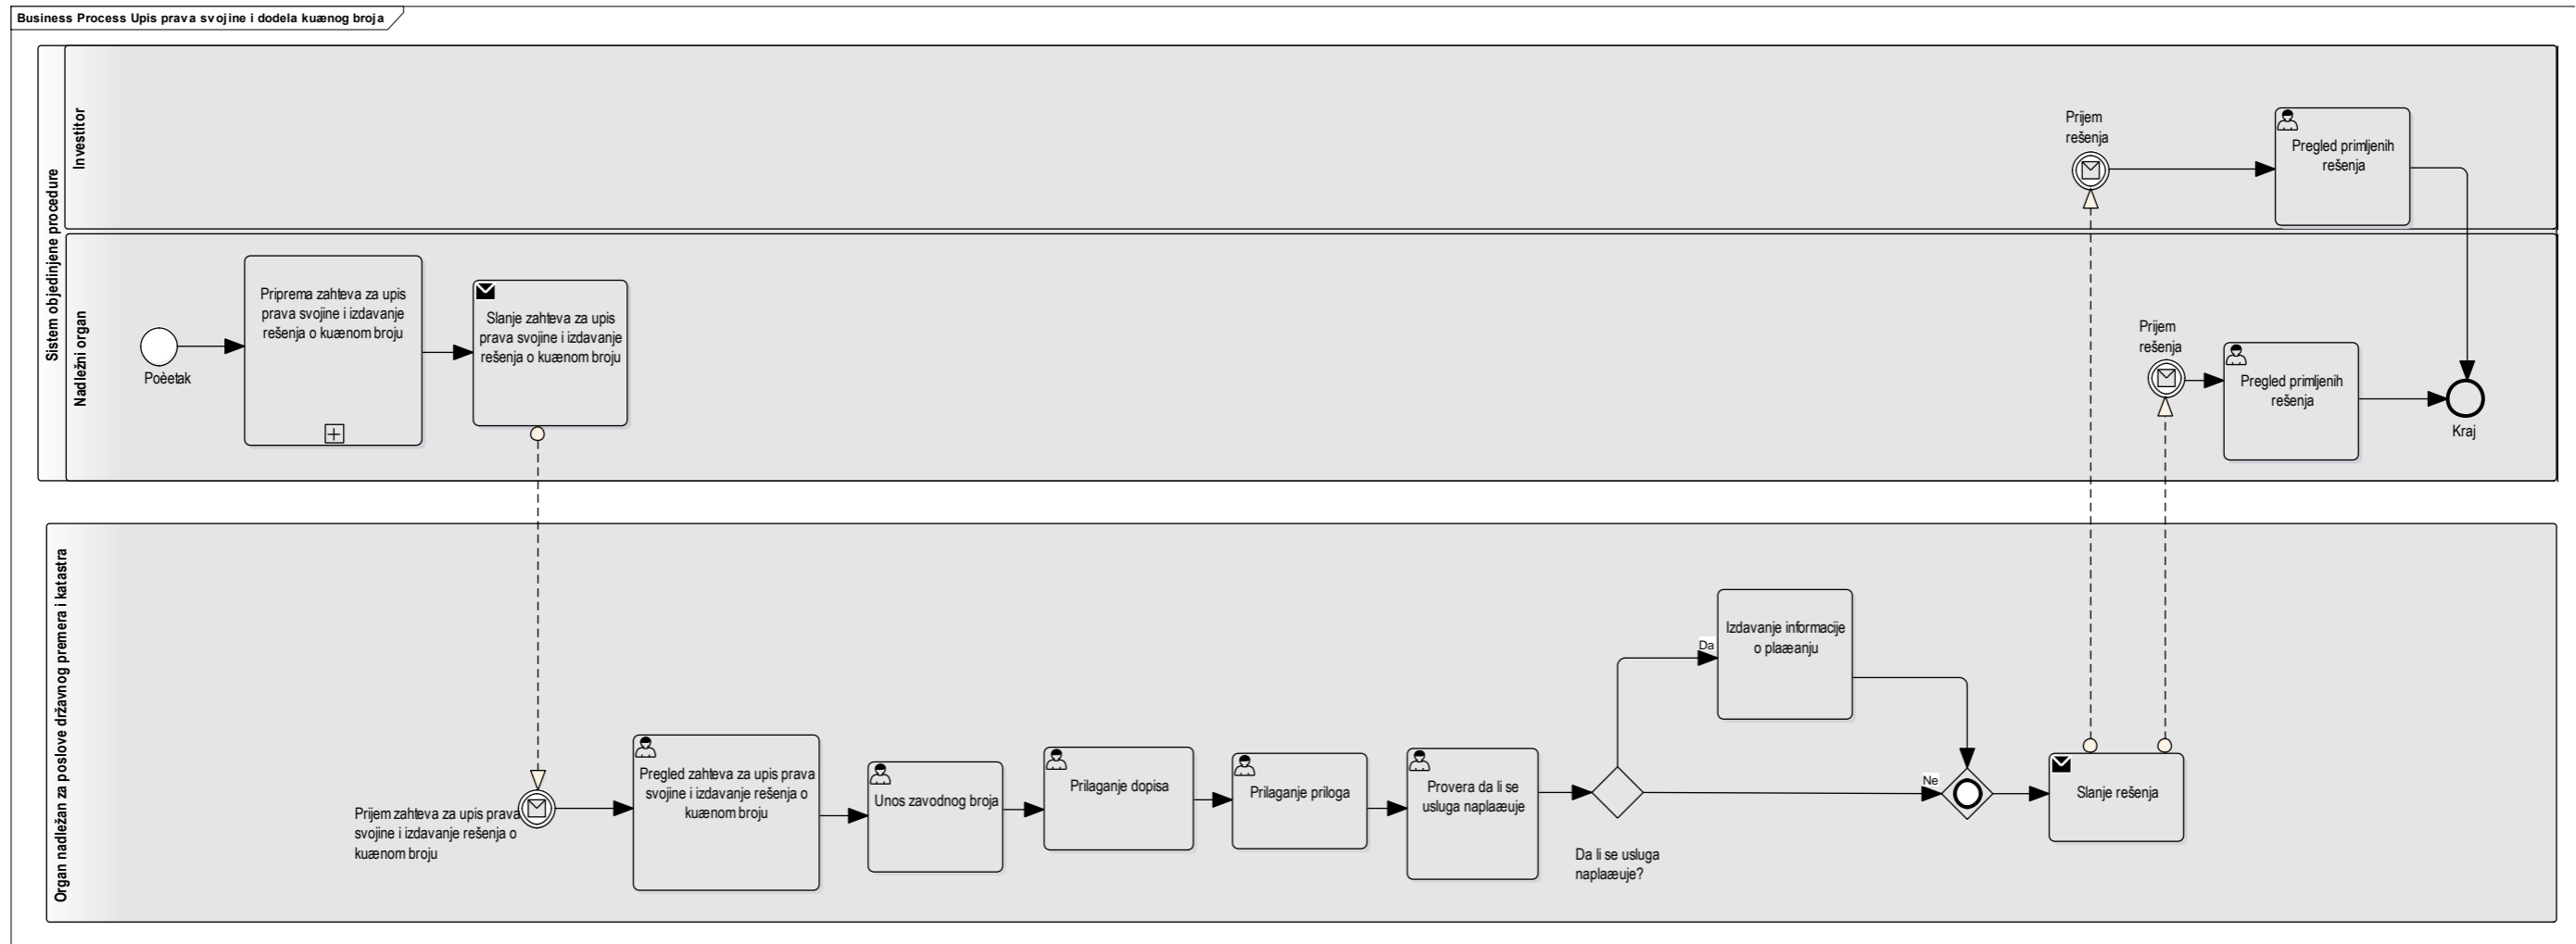 Business Process Upis prava svojine i dodela kuænog broja
Sistem objedinjene procedure
Investitor
Prijem
rešenja
Pregled primljenih
rešenja
Nadležni organ
Poèetak
Priprema zahteva za upis
prava svojine i izdavanje
rešenja o kuænom broju
Slanje zahteva za upis
prava svojine i izdavanje
rešenja o kuænom broju
Prijem
rešenja
Pregled primljenih
rešenja
Kraj
Organ nadležan za poslove državnog premera i katastra
Prijem zahteva za upis prava
svojine i izdavanje rešenja o
kuænom broju
Pregled zahteva za upis prava
svojine i izdavanje rešenja o
kuænom broju
Unos zavodnog broja
Prilaganje dopisa
Prilaganje priloga
Provera da li se
usluga naplaæuje
Da li se usluga
naplaæuje?
Da
Izdavanje informacije
o plaæanju
Ne
Slanje rešenja